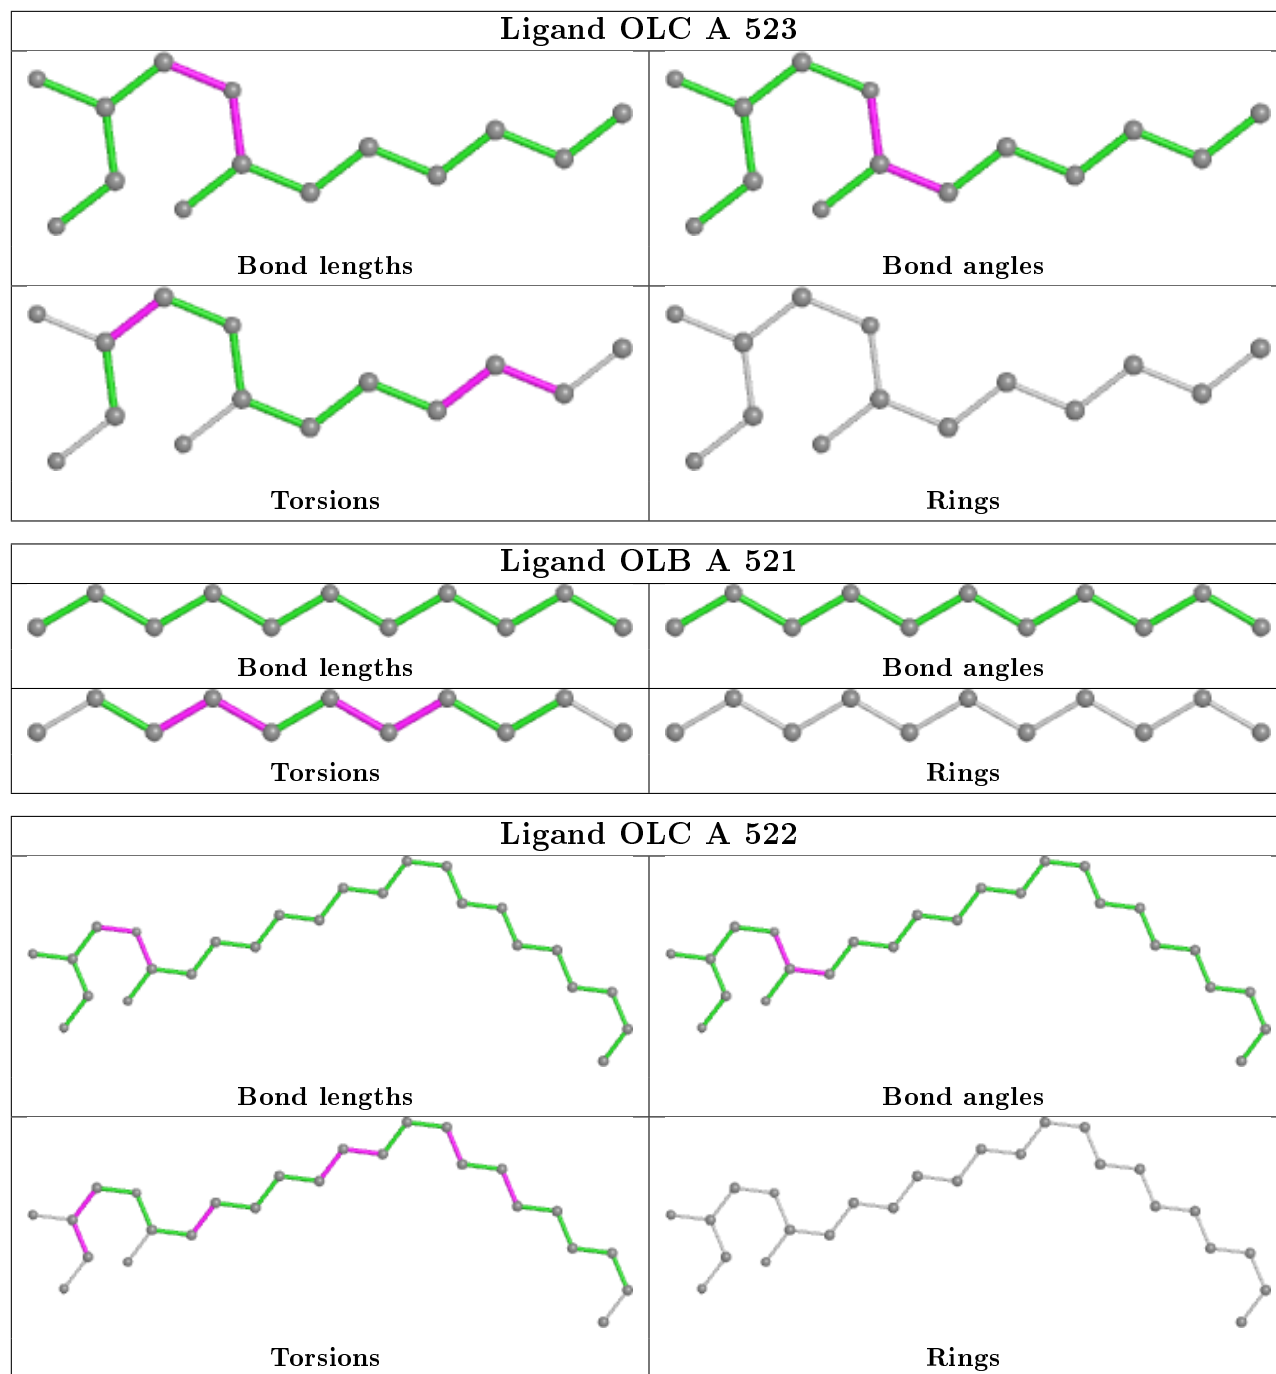 Ligand OLC A 523
Bond lengths
Bond angles
Torsions
Rings
Ligand OLB A 521
Bond lengths
Bond angles
Torsions
Rings
Ligand OLC A 522
Bond lengths
Bond angles
Torsions
Rings